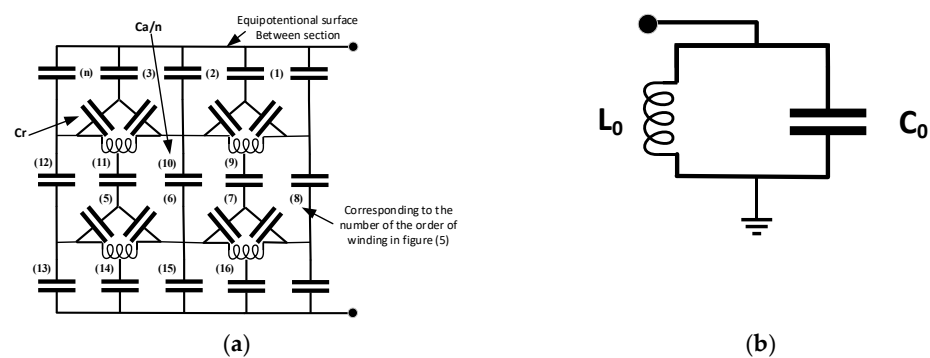 Ca/n
Equipotential surface
Between section
(n)
(3)
(2)
(1)
Cr
(12)
(11)
(10)
(9)
(5)
(6)
(7)
(8)
Corresponding to the
number of the order of
winding in figure (5)
(13)
(14)
(15)
(16)
(a)
L0
C0
(b)